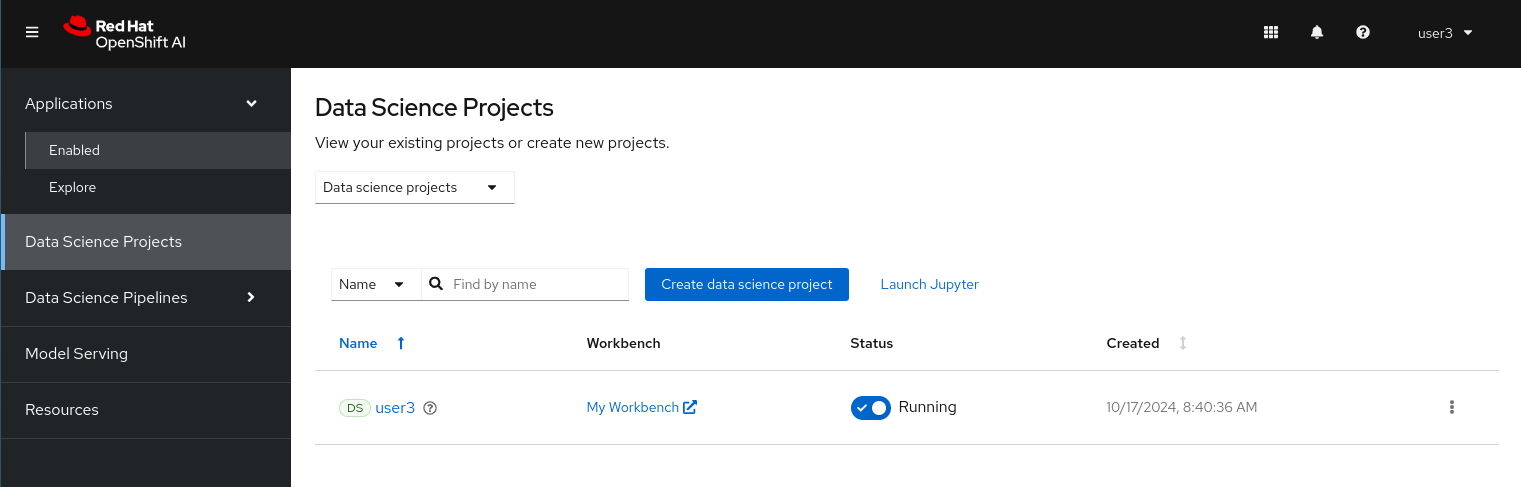 Red Hat
OpenShift AI
user3
Applications
Enabled
Explore
Data Science Projects
Data Science Pipelines
Model Serving
Resources
Data Science Projects
View your existing projects or create new projects.
Data science projects
Name Find by name Create data science project Launch Jupyter
Name Workbench Status Created
DS user3 My Workbench Running 10/17/2024, 8:40:36 AM